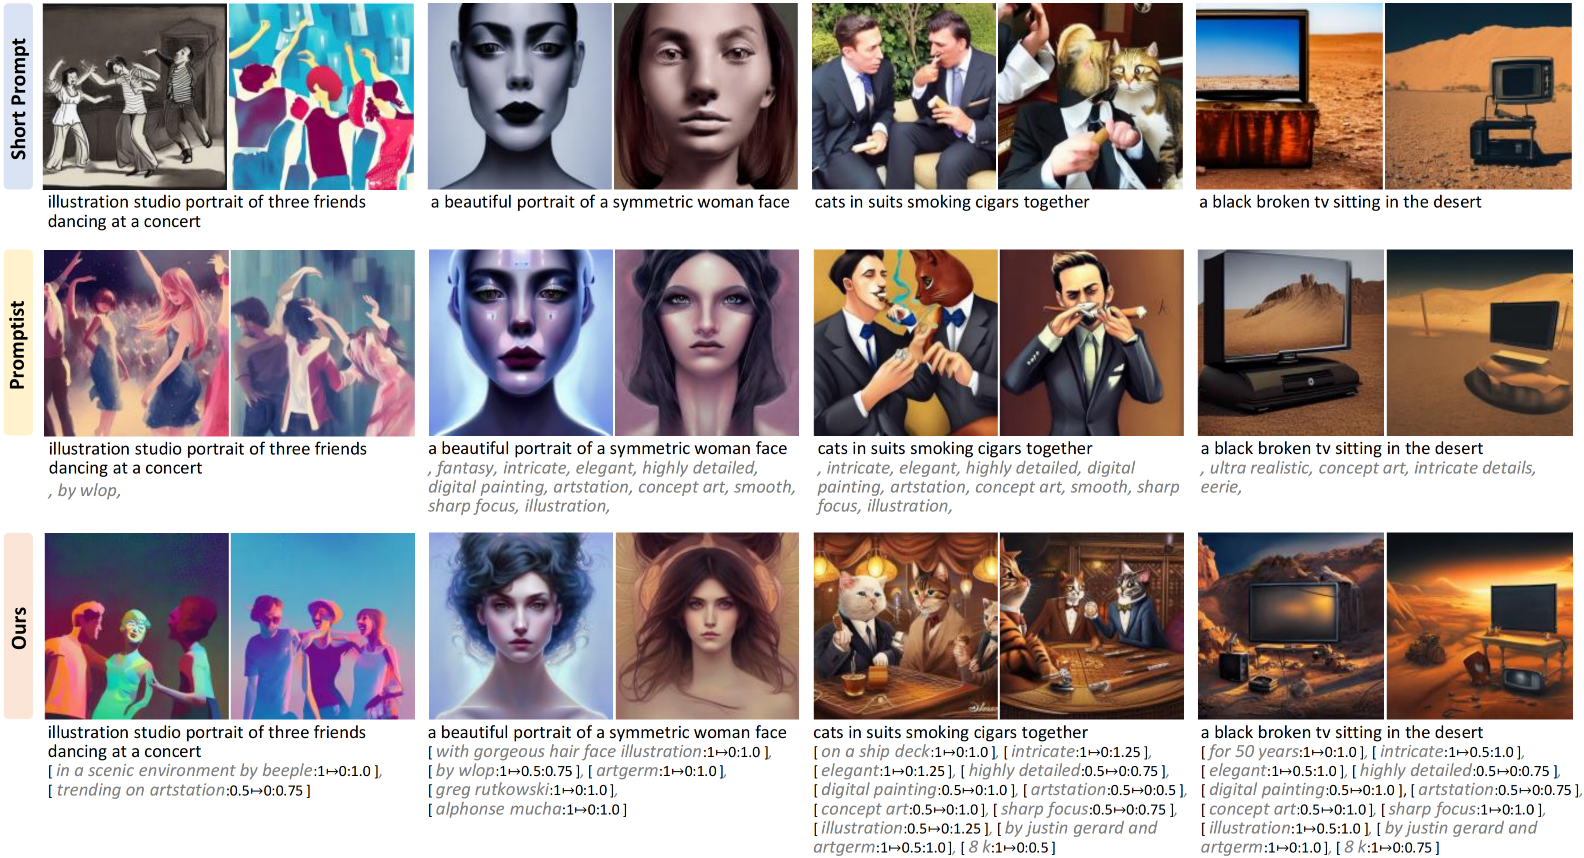 Short Prompt
illustration studio portrait of three friends
dancing at a concert
a beautiful portrait of a symmetric woman face
cats in suits smoking cigars together
a black broken tv sitting in the desert
Promptist
illustration studio portrait of three friends
dancing at a concert
, by wlop,
a beautiful portrait of a symmetric woman face
, fantasy, intricate, elegant, highly detailed,
digital painting, artstation, concept art, smooth,
sharp focus, illustration,
cats in suits smoking cigars together
, intricate, elegant, highly detailed, digital
painting, artstation, concept art, smooth, sharp
focus, illustration,
a black broken tv sitting in the desert
, ultra realistic, concept art, intricate details,
eerie,
Ours
illustration studio portrait of three friends
dancing at a concert
[ in a scenic environment by beeple:1↦0:1.0 ],
[ trending on artstation:0.5↦0:0.75 ]
a beautiful portrait of a symmetric woman face
[ with gorgeous hair face illustration:1↦0:1.0 ],
[ by wlop:1↦0.5:0.75 ], [ artgerm:1↦0:1.0 ],
[ greg rutkowski:1↦0:1.0 ],
[ alphonse mucha:1↦0:1.0 ]
cats in suits smoking cigars together
[ on a ship deck:1↦0:1.0 ], [ intricate:1↦0:1.25 ],
[ elegant:1↦0:1.25 ], [ highly detailed:0.5↦0:0.75 ],
[ digital painting:0.5↦0:1.0 ], [ artstation:0.5↦0:0.5 ],
[ concept art:0.5↦0:1.0 ], [ sharp focus:0.5↦0:0.75 ],
[ illustration:0.5↦0:1.25 ], [ by justin gerard and
artgerm:1↦0.5:1.0 ], [ 8 k:1↦0:0.5 ]
a black broken tv sitting in the desert
[ for 50 years:1↦0:1.0 ], [ intricate:1↦0.5:1.0 ],
[ elegant:1↦0.5:1.0 ], [ highly detailed:0.5↦0:0.75 ],
[ digital painting:0.5↦0:1.0 ], [ artstation:0.5↦0:0.75 ],
[ concept art:0.5↦0:1.0 ], [ sharp focus:1↦0:1.0 ],
[ illustration:1↦0.5:1.0 ], [ by justin gerard and
artgerm:1↦0:1.0 ], [ 8 k:1↦0:0.75 ]